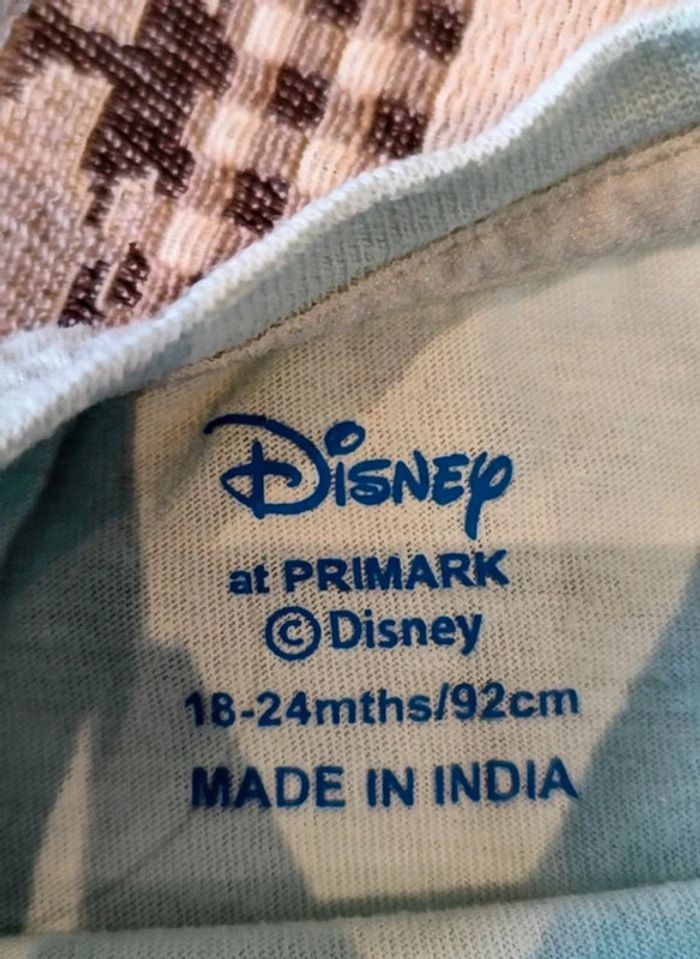 Disney
at PRIMARK
©Disney
18-24mths/92cm
MADE IN INDIA